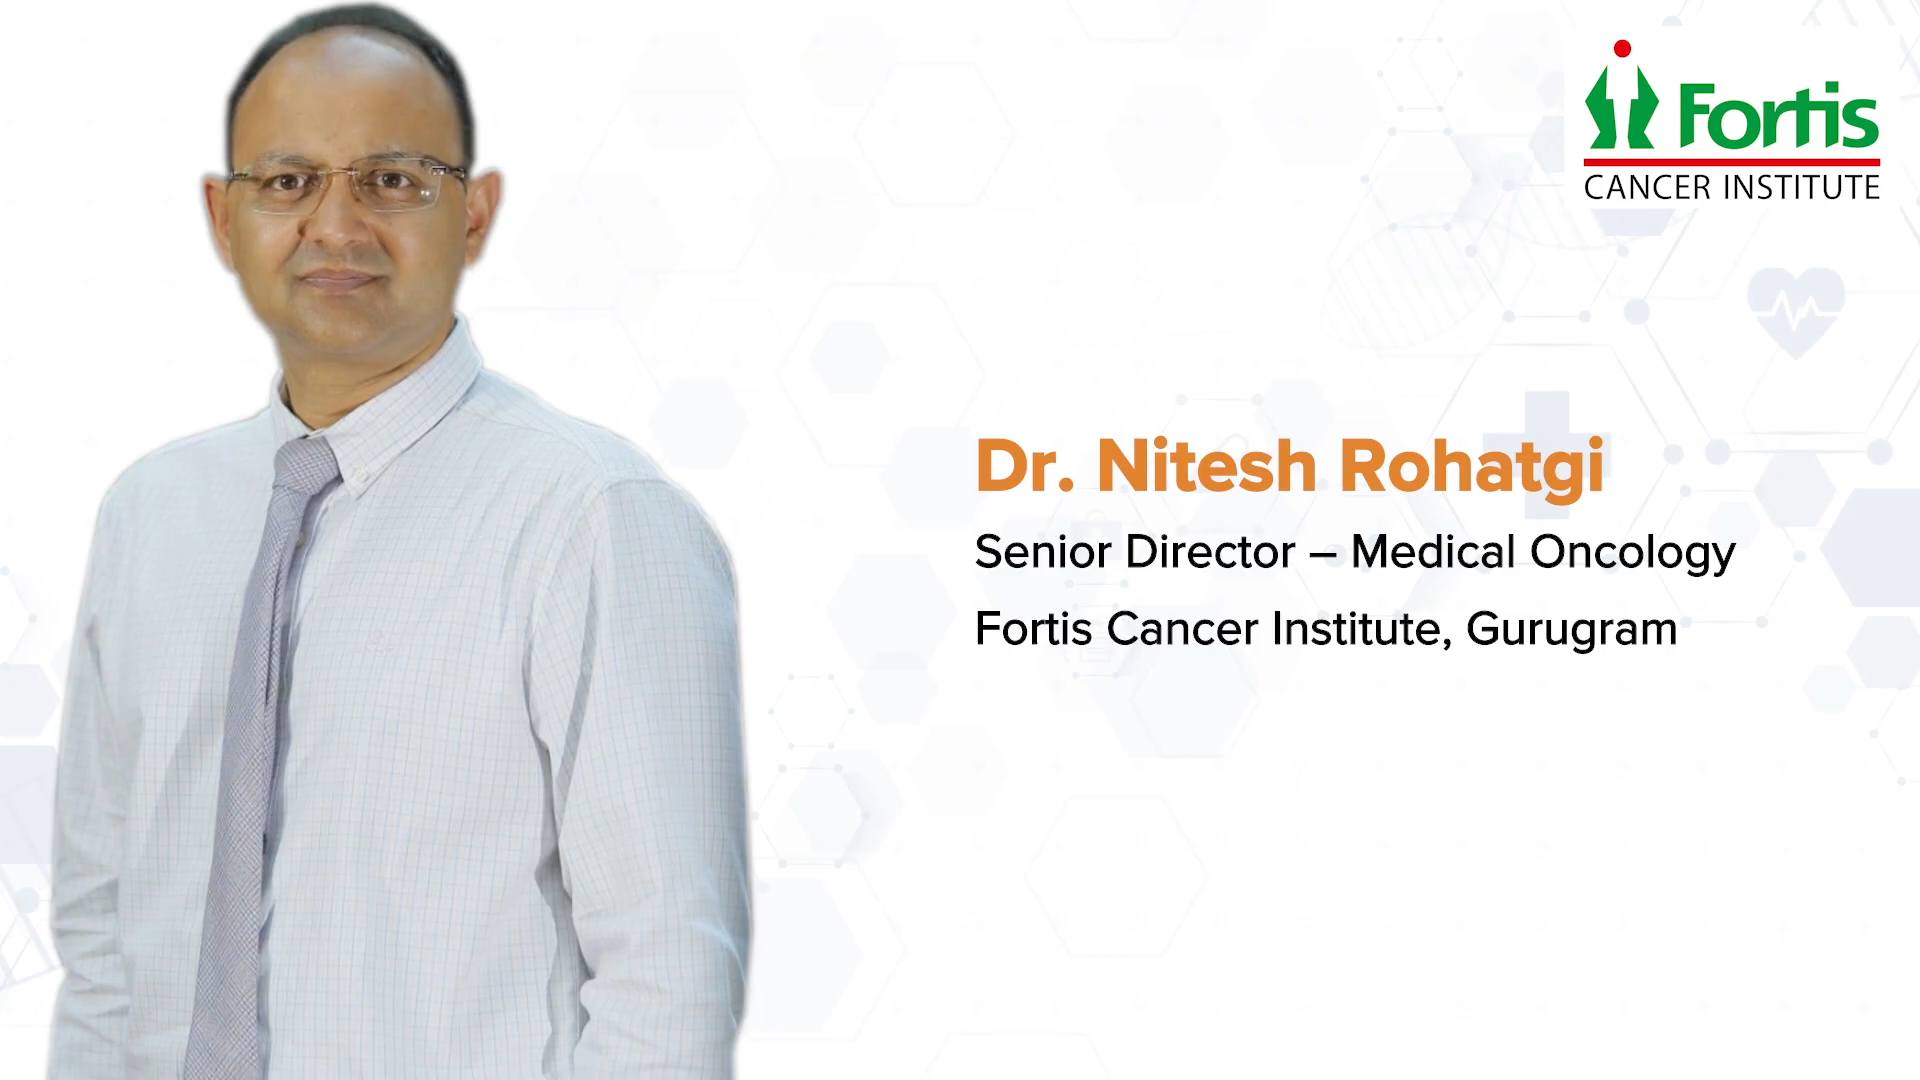 Fortis
CANCER INSTITUTE
Dr. Nitesh Rohatgi
Senior Director – Medical Oncology
Fortis Cancer Institute, Gurugram